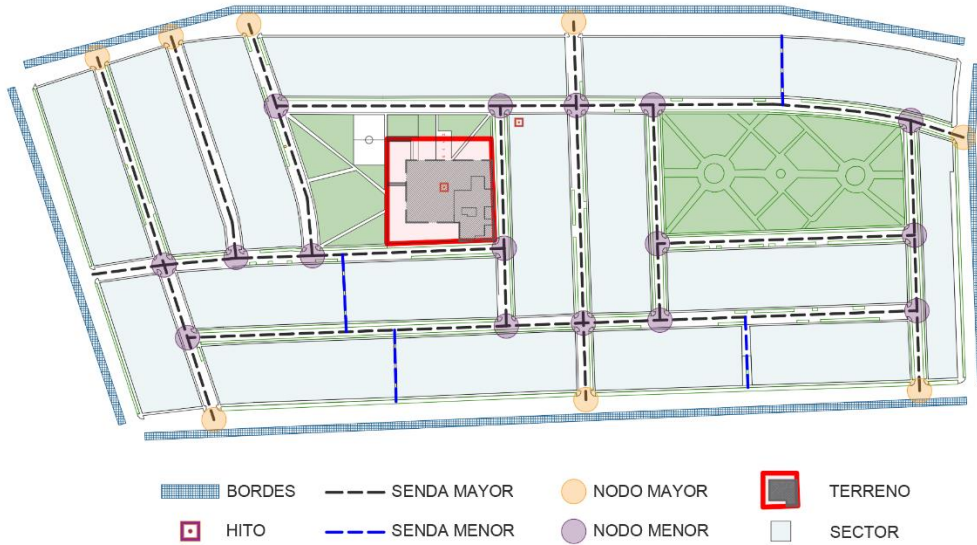 BORDES SENDA MAYOR NODO MAYOR TERRENO
HITO SENDA MENOR NODO MENOR SECTOR